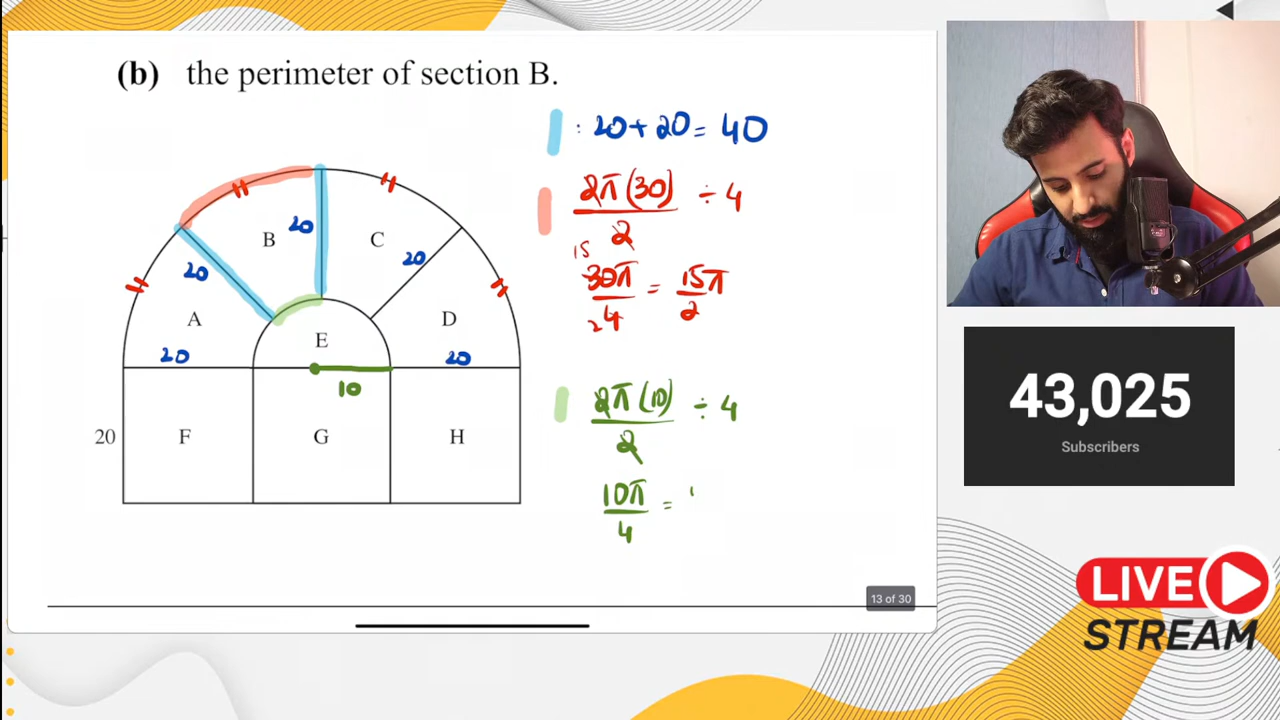 (b) the perimeter of section B.
: 20 + 20 = 40
2π(30) ÷ 4
2
15
30π = 15π
24 2
B 20 C
20 20
A E D
20 20
10
2π(10) ÷ 4
2
20 F G H
10π =
4
13 of 30
43,025
Subscribers
LIVE
STREAM